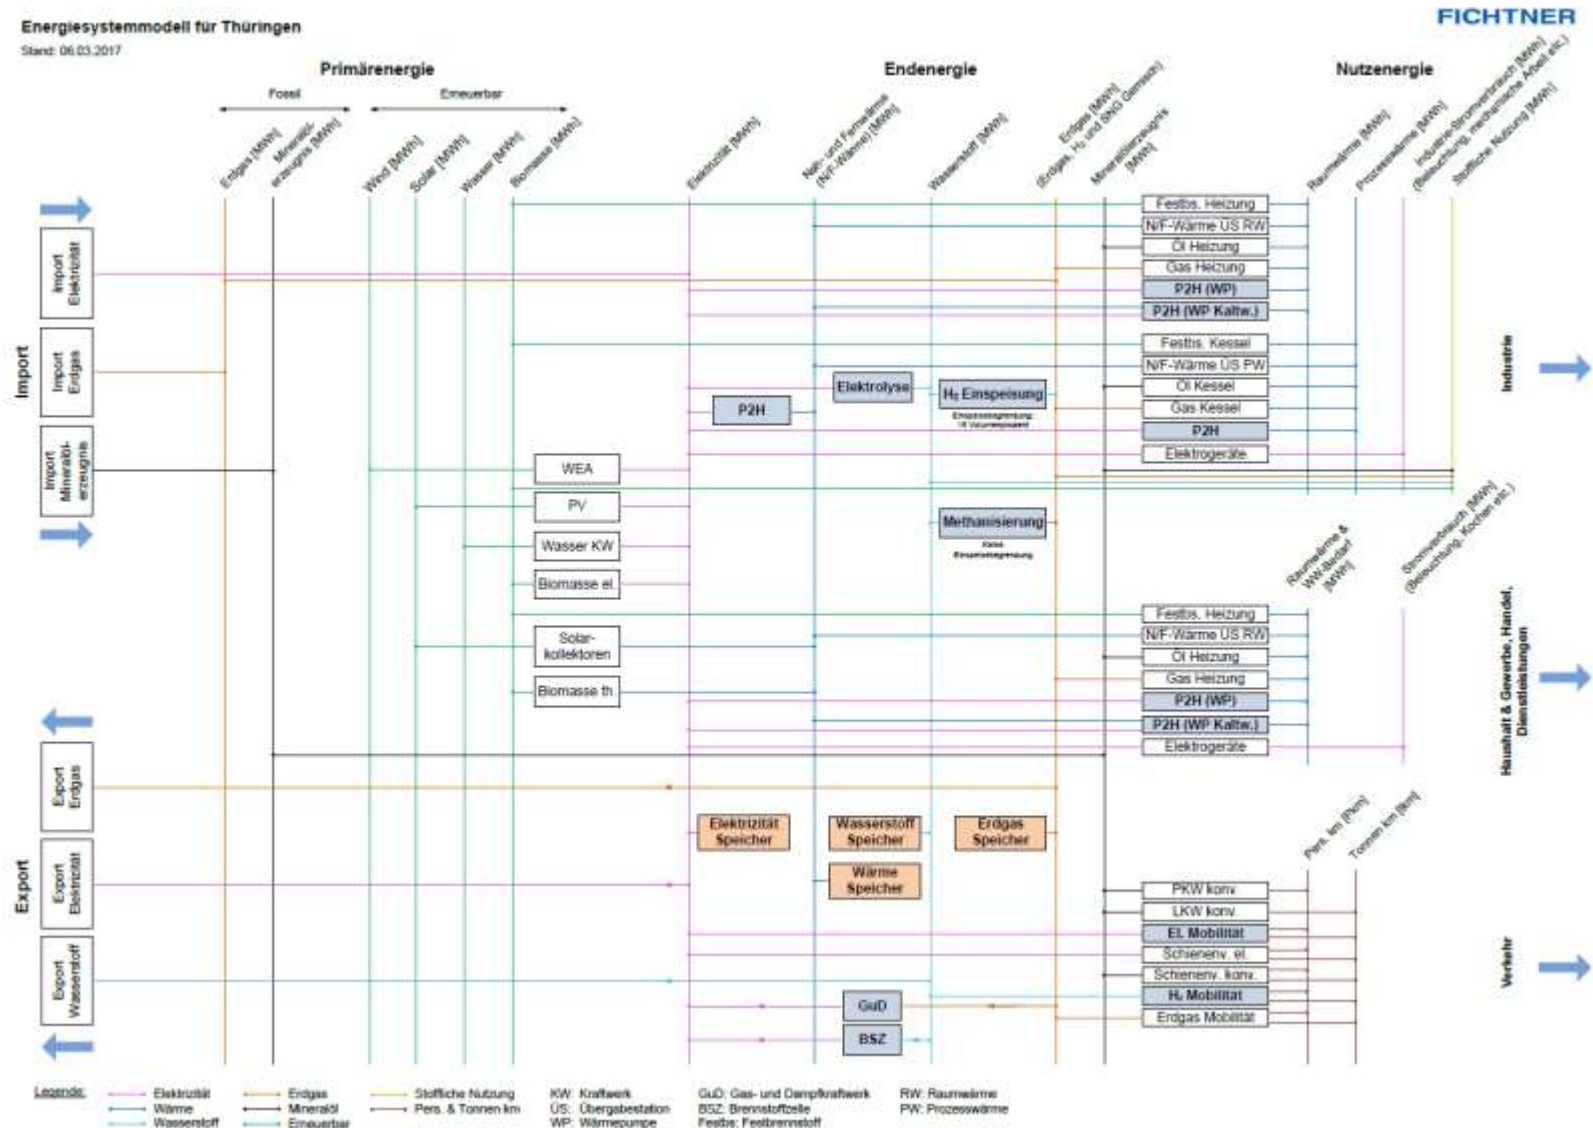 Energiesystemmodell für Thüringen
FICHTNER
Stand: 06.03.2017
Primärenergie
Endenergie
Nutzenergie
Fossil
Erneuerbar
Erdgas [MWh]
Mineralöl-
erzeugnis [MWh]
Wind [MWh]
Solar [MWh]
Wasser [MWh]
Biomasse [MWh]
Elektrizität [MWh]
Nah- und Fernwärme
(N/F-Wärme) [MWh]
Wasserstoff [MWh]
Erdgas [MWh]
(Erdgas, H₂ und SNG Gemisch)
Mineralölerzeugnis
[MWh]
Raumwärme [MWh]
Prozesswärme [MWh]
Industrie-Stromverbrauch [MWh]
(Beleuchtung, mechanische Arbeit etc.)
Stoffliche Nutzung [MWh]
Import
Import
Elektrizität
Import
Erdgas
Import
Mineralöl-
erzeugnis
Festbs. Heizung
N/F-Wärme ÜS RW
Öl Heizung
Gas Heizung
P2H (WP)
P2H (WP Kaltw.)
Festbs. Kessel
N/F-Wärme ÜS PW
Öl Kessel
Gas Kessel
P2H
Elektrogeräte
Industrie
Elektrolyse
P2H
H₂ Einspeisung
Einspeisebegrenzung:
WEA
PV
Wasser KW
Biomasse el.
Solar-
kollektoren
Biomasse th.
Methanisierung
Keine
Einspeisebegrenzung
Raumwärme &
WW-Bedarf
[MWh]
Stromverbrauch [MWh]
(Beleuchtung, Kochen etc.)
Festbs. Heizung
N/F-Wärme ÜS RW
Öl Heizung
Gas Heizung
P2H (WP)
P2H (WP Kaltw.)
Elektrogeräte
Haushalt & Gewerbe, Handel,
Dienstleistungen
Export
Export
Erdgas
Export
Elektrizität
Export
Wasserstoff
Elektrizität
Speicher
Wasserstoff
Speicher
Erdgas
Speicher
Wärme
Speicher
GuD
BSZ
Pers. km [Pkm]
Tonnen km [tkm]
PKW konv.
LKW konv.
El. Mobilität
Schienenv. el.
Schienenv. konv.
H₂ Mobilität
Erdgas Mobilität
Verkehr
Legende:
Elektrizität
Erdgas
Stoffliche Nutzung
KW: Kraftwerk
GuD: Gas- und Dampfkraftwerk
RW: Raumwärme
Wärme
Mineralöl
Pers. & Tonnen km
ÜS: Übergabestation
BSZ: Brennstoffzelle
PW: Prozesswärme
Wasserstoff
Erneuerbar
WP: Wärmepumpe
Festbs: Festbrennstoff